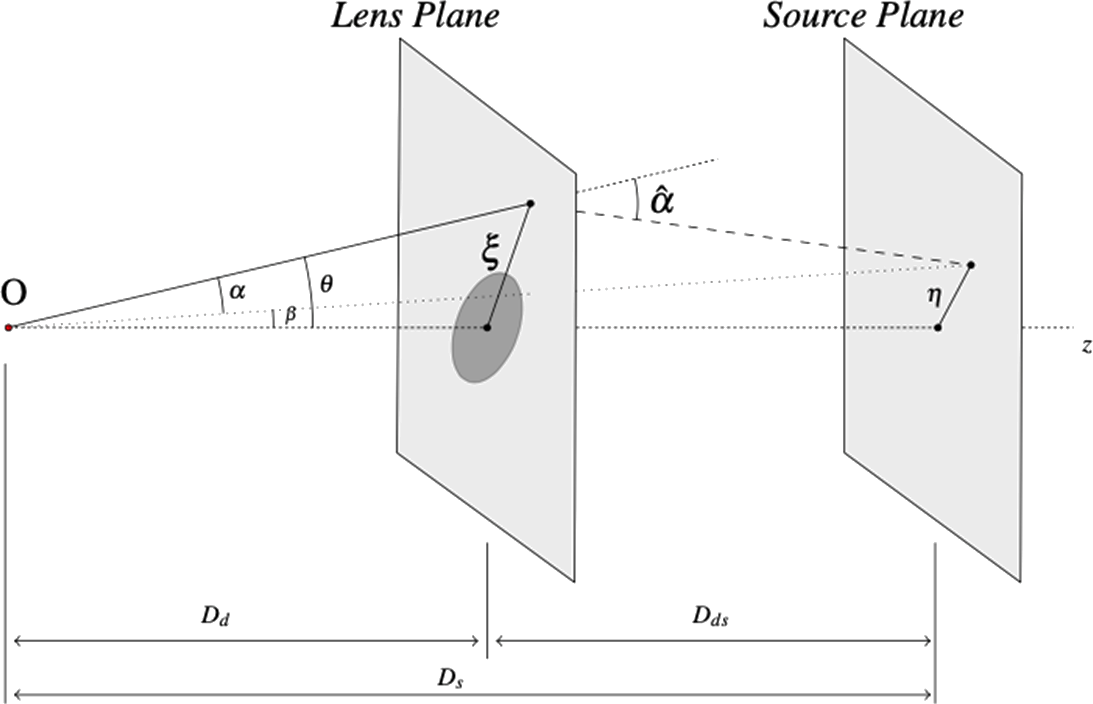 Lens Plane
Source Plane
α̂
ξ
O
α
θ
β
η
z
D_d
D_ds
D_s